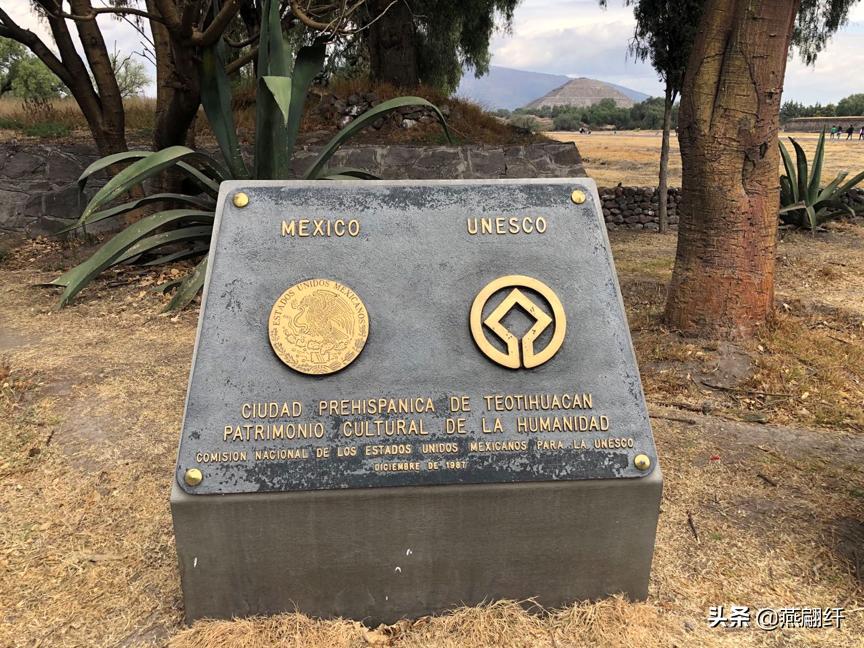 MEXICO UNESCO
ESTADOS UNIDOS MEXICANOS
CIUDAD PREHISPANICA DE TEOTIHUACAN
PATRIMONIO CULTURAL DE LA HUMANIDAD
COMISION NACIONAL DE LOS ESTADOS UNIDOS MEXICANOS PARA LA UNESCO
DICIEMBRE DE 1987
头条 @燕翩纤